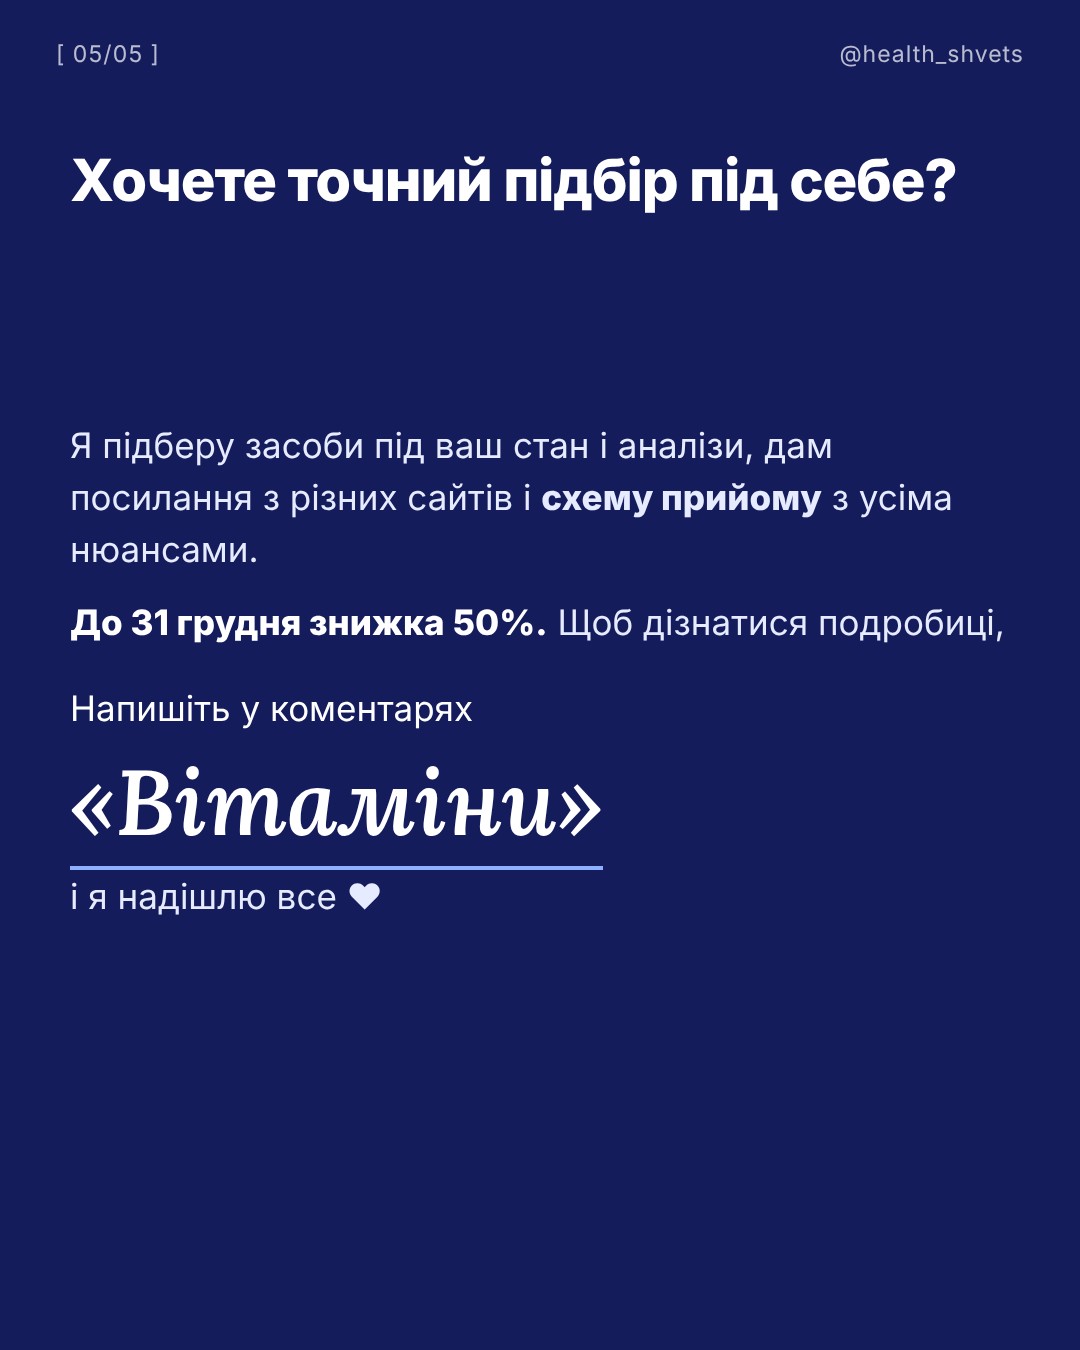 [ 05/05 ]
@health_shvets
Хочете точний підбір під себе?
Я підберу засоби під ваш стан і аналізи, дам
посилання з різних сайтів і схему прийому з усіма
нюансами.
До 31 грудня знижка 50%. Щоб дізнатися подробиці,
Напишіть у коментарях
«Вітаміни»
і я надішлю все ♥